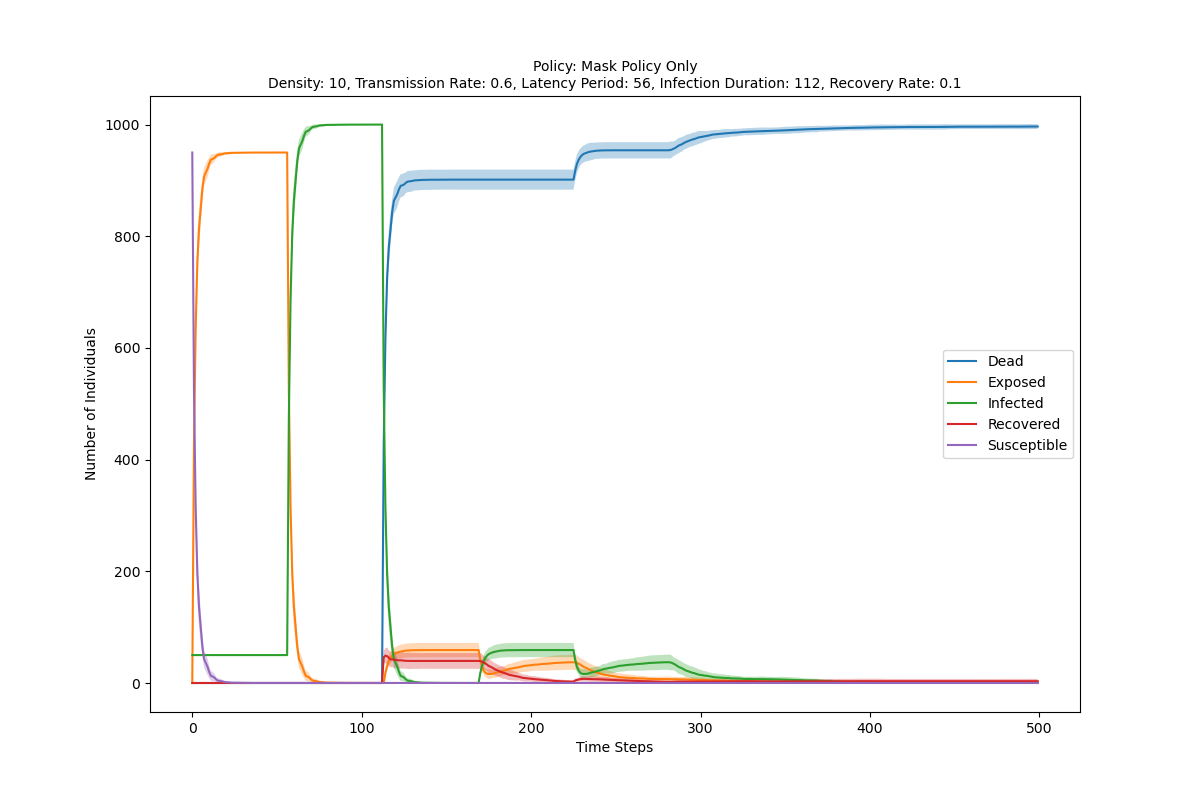 Policy: Mask Policy Only
Density: 10, Transmission Rate: 0.6, Latency Period: 56, Infection Duration: 112, Recovery Rate: 0.1
1000
800
600
400
200
0
Number of Individuals
Dead
Exposed
Infected
Recovered
Susceptible
0 100 200 300 400 500
Time Steps